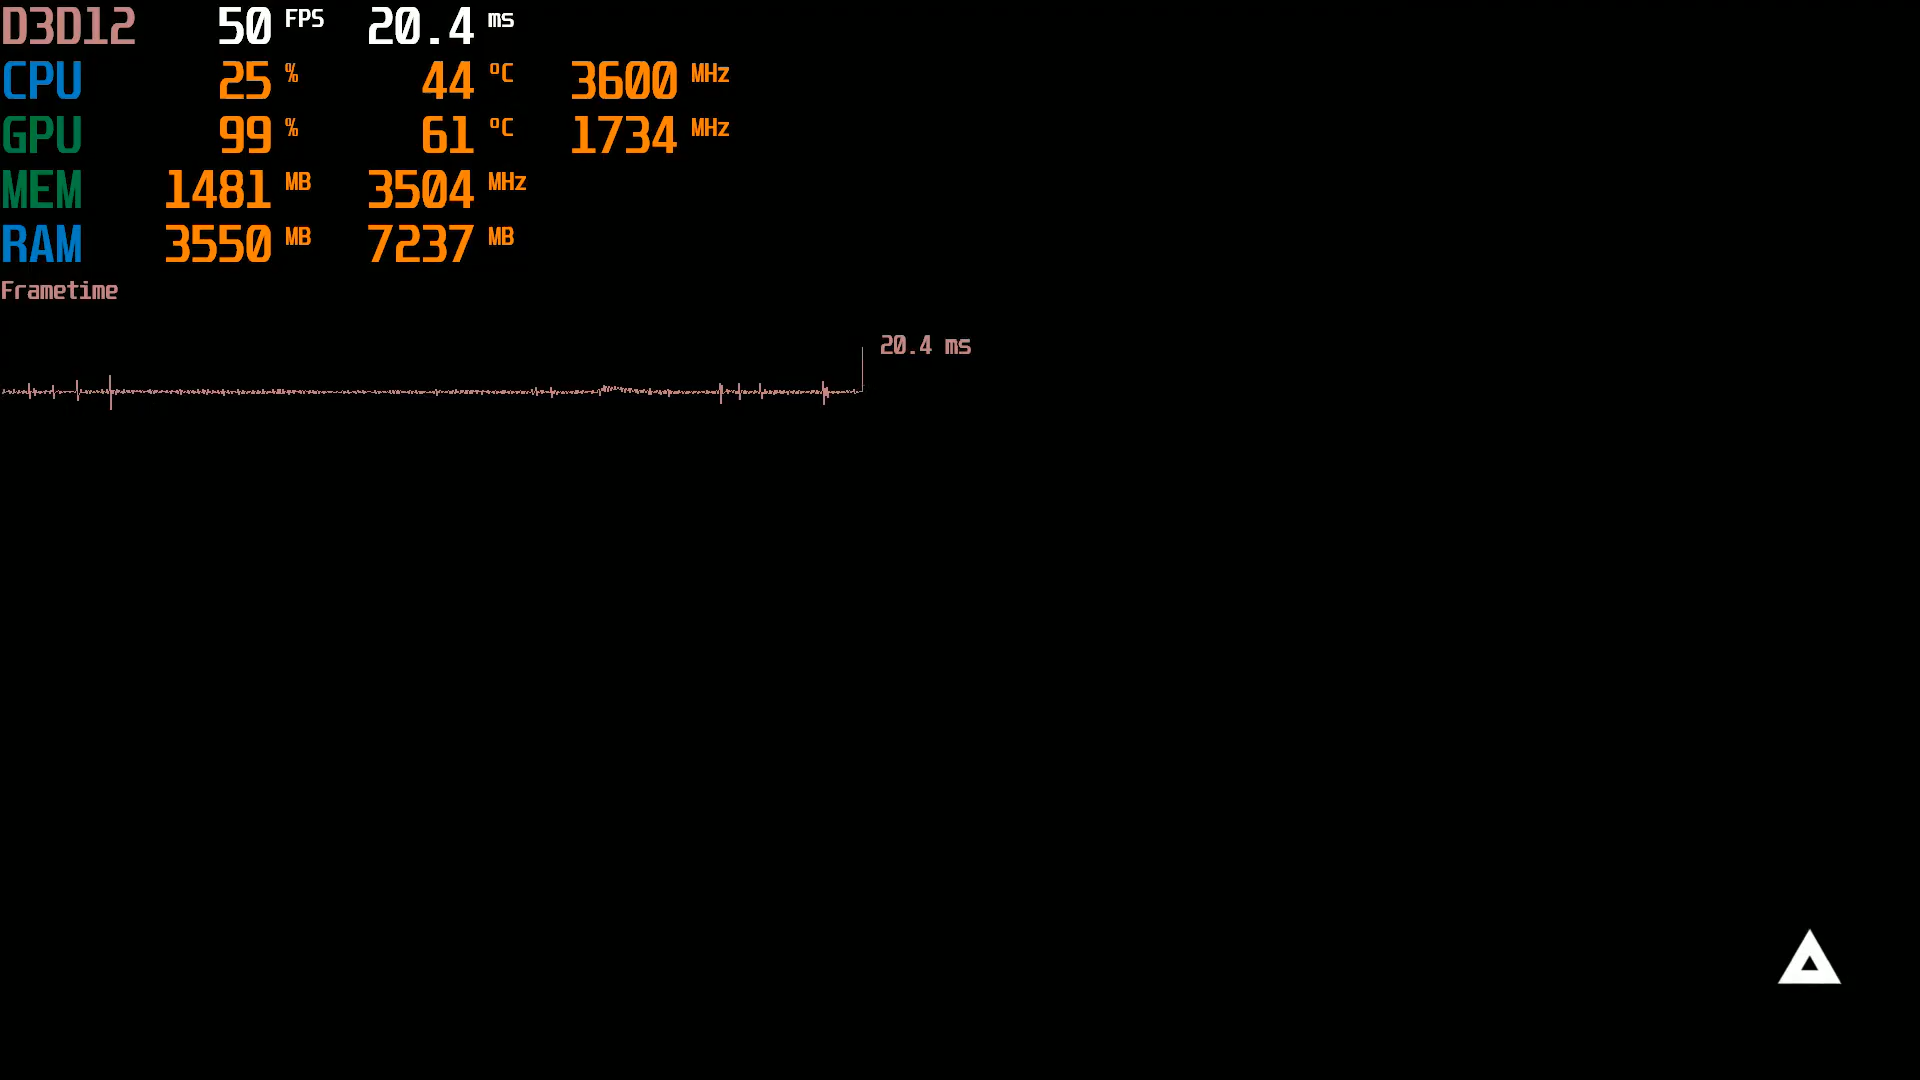 D3D12 50 FPS 20.4 ms
CPU 25 % 44 °C 3600 MHz
GPU 99 % 61 °C 1734 MHz
MEM 1481 MB 3504 MHz
RAM 3550 MB 7237 MB
Frametime
20.4 ms